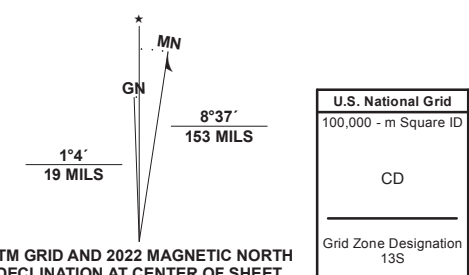 ★
MN
GN
8°37´
153 MILS
1°4´
19 MILS
TM GRID AND 2022 MAGNETIC NORTH
DECLINATION AT CENTER OF SHEET
U.S. National Grid
100,000 - m Square ID
CD
Grid Zone Designation
13S